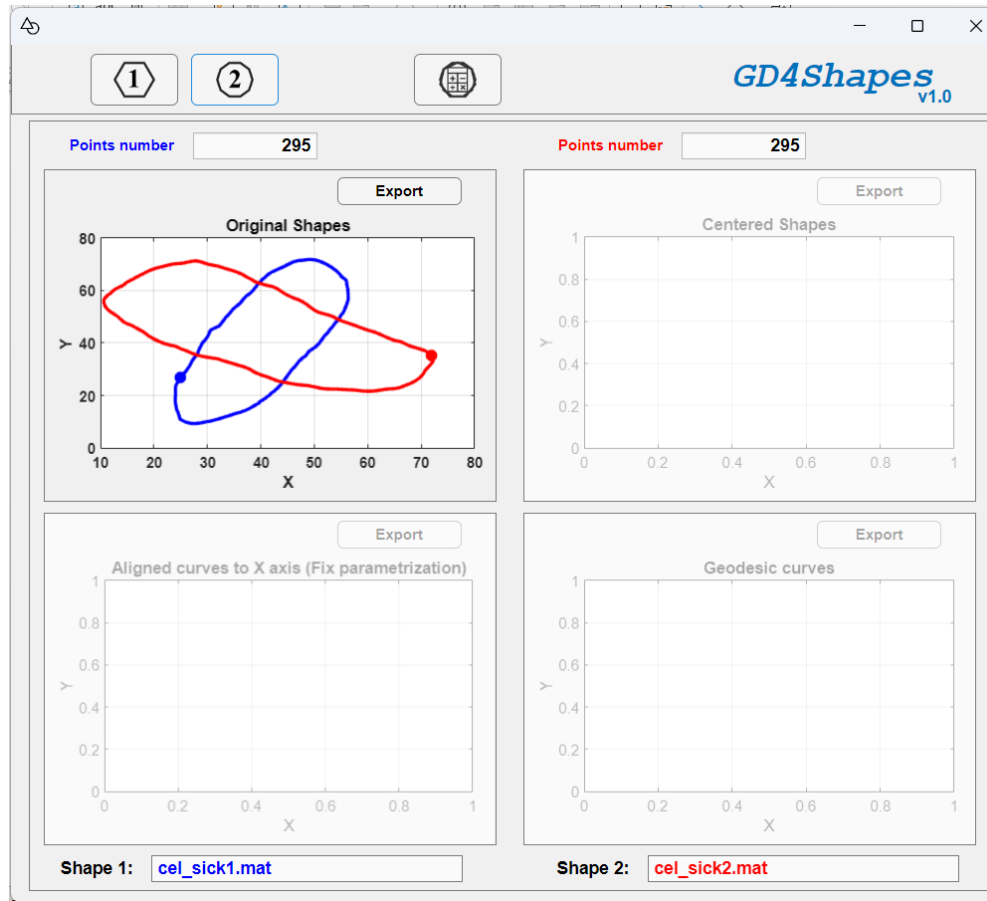 1 2 GD4Shapes
v1.0
Points number 295 Points number 295
Export
Original Shapes
80
60
40
20
0
Y
10 20 30 40 50 60 70 80
X
Export
Centered Shapes
1
0.8
0.6
0.4
0.2
0
Y
0 0.2 0.4 0.6 0.8 1
X
Export
Aligned curves to X axis (Fix parametrization)
1
0.8
0.6
0.4
0.2
0
Y
0 0.2 0.4 0.6 0.8 1
X
Export
Geodesic curves
1
0.8
0.6
0.4
0.2
0
Y
0 0.2 0.4 0.6 0.8 1
X
Shape 1: cel_sick1.mat Shape 2: cel_sick2.mat